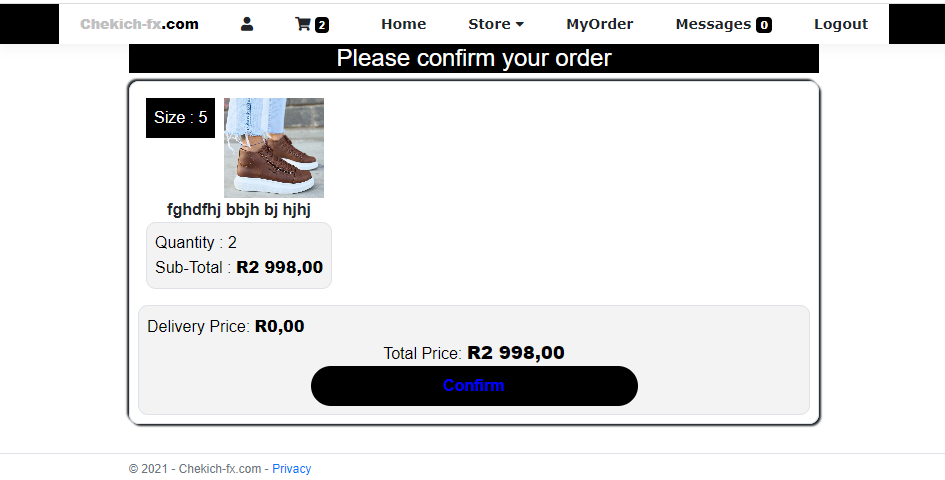 Chekich-fx.com 2 Home Store MyOrder Messages 0 Logout
Please confirm your order
Size : 5
fghdfhj bbjh bj hjhj
Quantity : 2
Sub-Total : R2 998,00
Delivery Price: R0,00
Total Price: R2 998,00
Confirm
© 2021 - Chekich-fx.com - Privacy